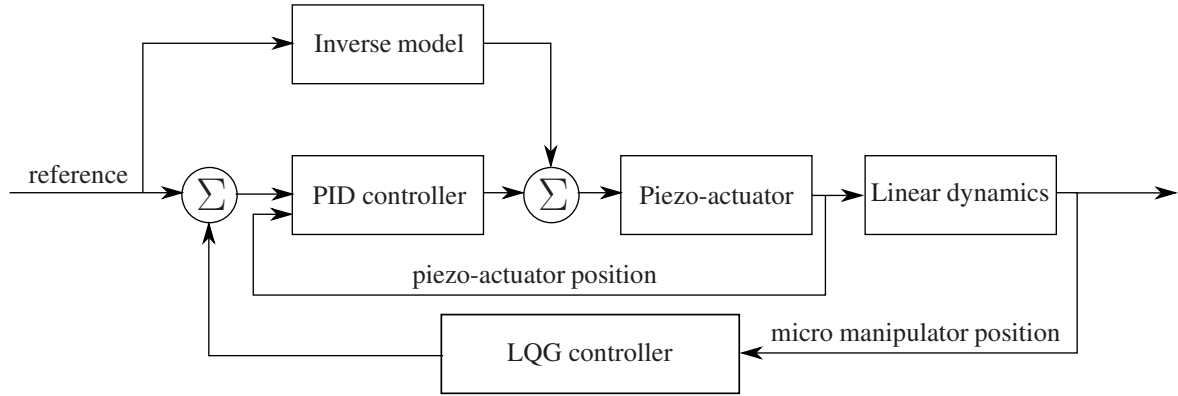 Inverse model
reference
Σ
PID controller
Σ
Piezo-actuator
Linear dynamics
piezo-actuator position
micro manipulator position
LQG controller